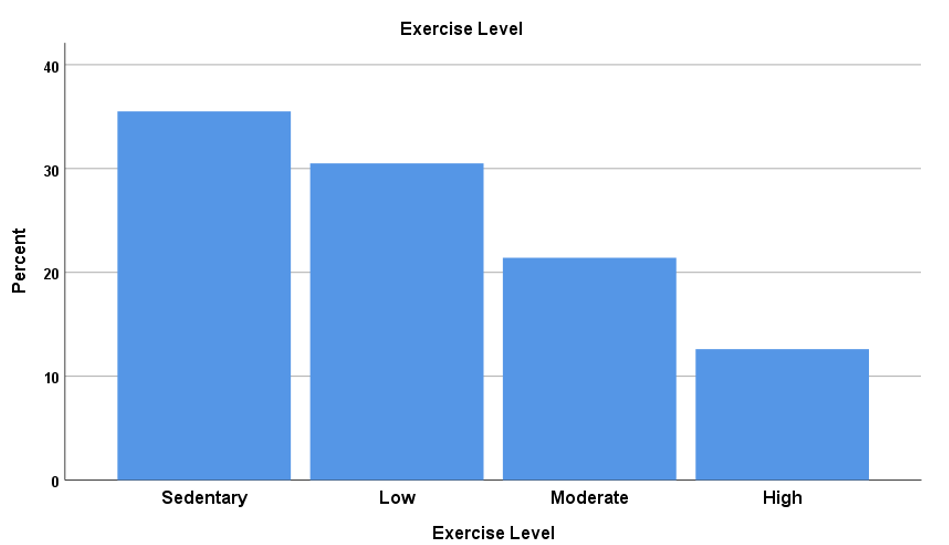 Exercise Level
40
30
20
10
0
Percent
Sedentary Low Moderate High
Exercise Level